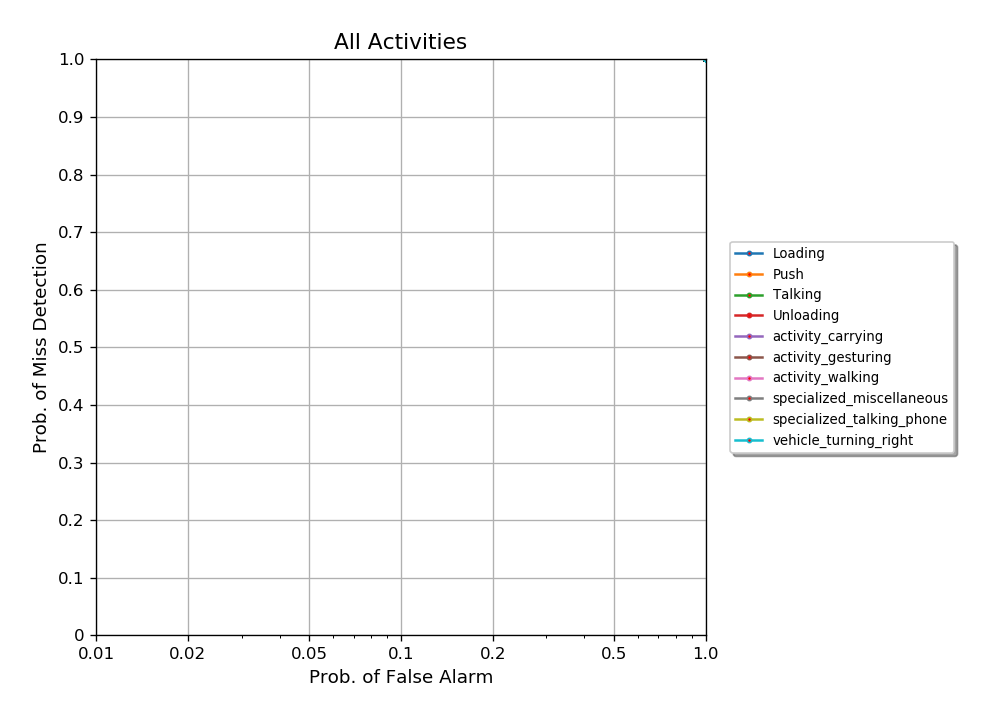 All Activities
1.0
0.9
0.8
0.7
0.6
0.5
0.4
0.3
0.2
0.1
0
Prob. of Miss Detection
0.01 0.02 0.05 0.1 0.2 0.5 1.0
Prob. of False Alarm
Loading
Push
Talking
Unloading
activity_carrying
activity_gesturing
activity_walking
specialized_miscellaneous
specialized_talking_phone
vehicle_turning_right